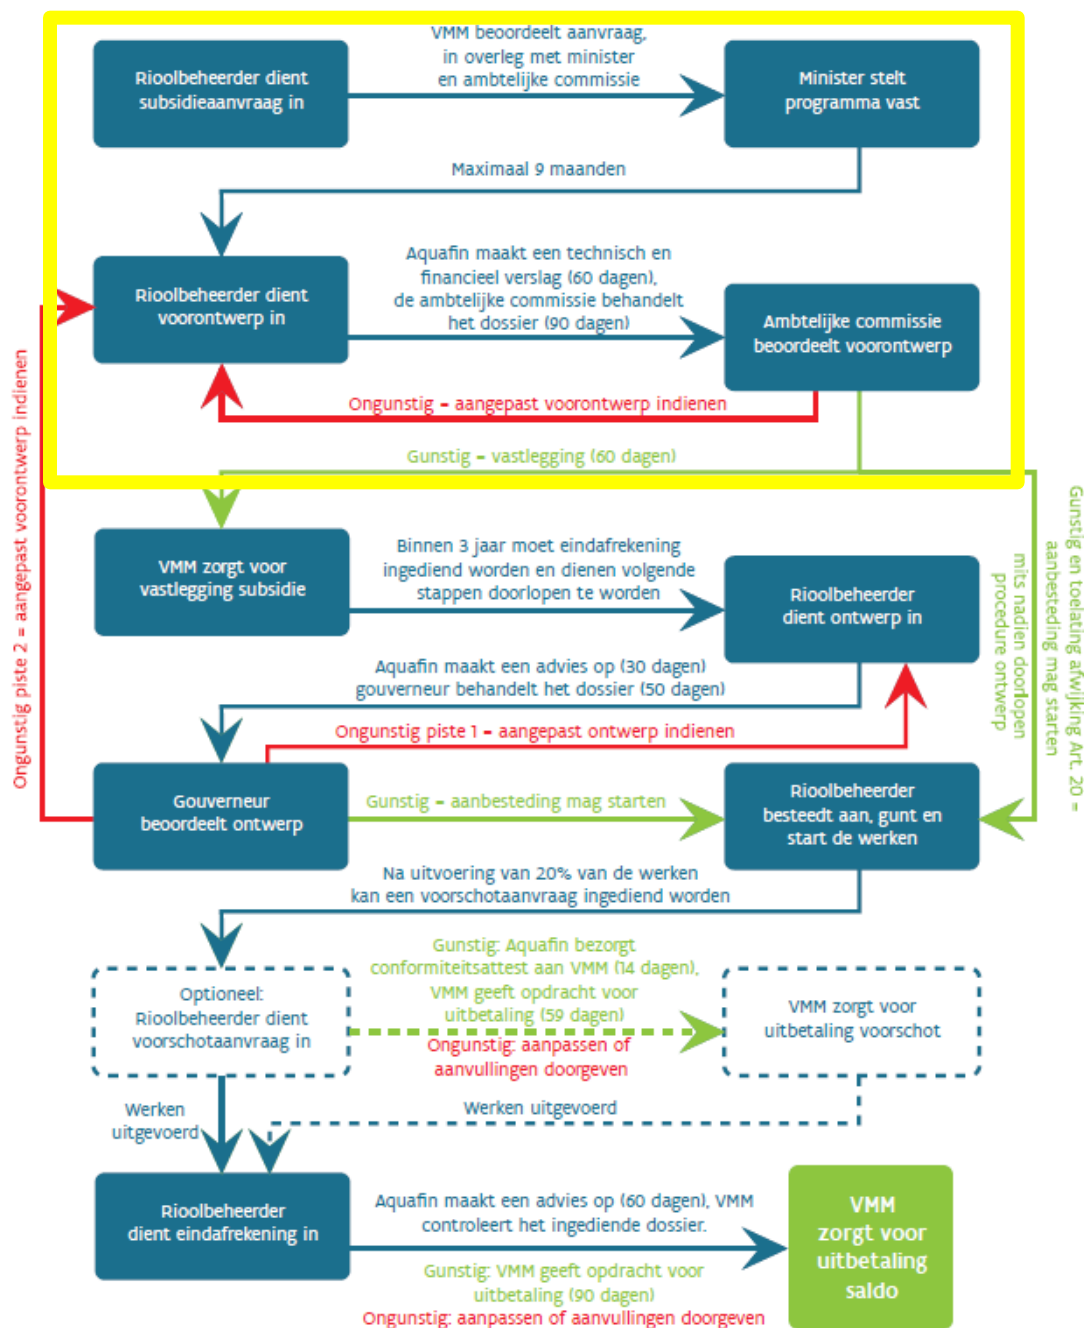 VMM beoordeelt aanvraag,
in overleg met minister
en ambtelijke commissie
Rioolbeheerder dient
subsidieaanvraag in
Minister stelt
programma vast
Maximaal 9 maanden
Aquafin maakt een technisch en
financieel verslag (60 dagen),
de ambtelijke commissie behandelt
het dossier (90 dagen)
Rioolbeheerder dient
voorontwerp in
Ambtelijke commissie
beoordeelt voorontwerp
Ongunstig = aangepast voorontwerp indienen
Gunstig = vastlegging (60 dagen)
Ongunstig piste 2 = aangepast voorontwerp indienen
Gunstig en toelating afwijking Art. 20 =
aanbesteding mag starten
mits nadien doorlopen
procedure ontwerp
VMM zorgt voor
vastlegging subsidie
Binnen 3 jaar moet eindafrekening
ingediend worden en dienen volgende
stappen doorlopen te worden
Rioolbeheerder
dient ontwerp in
Aquafin maakt een advies op (30 dagen)
gouverneur behandelt het dossier (50 dagen)
Ongunstig piste 1 = aangepast ontwerp indienen
Gouverneur
beoordeelt ontwerp
Gunstig = aanbesteding mag starten
Rioolbeheerder
besteedt aan, gunt en
start de werken
Na uitvoering van 20% van de werken
kan een voorschotaanvraag ingediend worden
Optioneel:
Rioolbeheerder dient
voorschotaanvraag in
Gunstig: Aquafin bezorgt
conformiteitsattest aan VMM (14 dagen),
VMM geeft opdracht voor
uitbetaling (59 dagen)
Ongunstig: aanpassen of
aanvullingen doorgeven
VMM zorgt voor
uitbetaling voorschot
Werken
uitgevoerd
Werken uitgevoerd
Rioolbeheerder
dient eindafrekening in
Aquafin maakt een advies op (60 dagen), VMM
controleert het ingediende dossier.
Gunstig: VMM geeft opdracht voor
uitbetaling (90 dagen)
Ongunstig: aanpassen of aanvullingen doorgeven
VMM
zorgt voor
uitbetaling
saldo